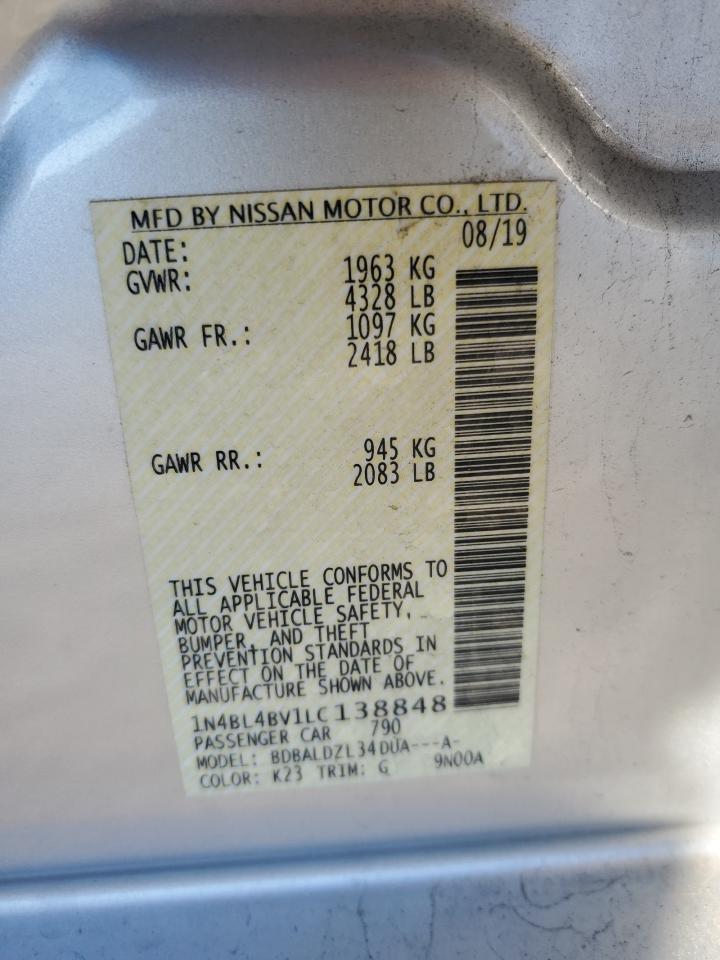 MFD BY NISSAN MOTOR CO., LTD.
DATE: 08/19
GVWR: 1963 KG
4328 LB
GAWR FR.: 1097 KG
2418 LB
GAWR RR.: 945 KG
2083 LB
THIS VEHICLE CONFORMS TO
ALL APPLICABLE FEDERAL
MOTOR VEHICLE SAFETY,
BUMPER, AND THEFT
PREVENTION STANDARDS IN
EFFECT ON THE DATE OF
MANUFACTURE SHOWN ABOVE.
1N4BL4BV1LC138848
PASSENGER CAR 790
MODEL: BDBALDZL34DUA---A-
COLOR: K23 TRIM: G 9N00A